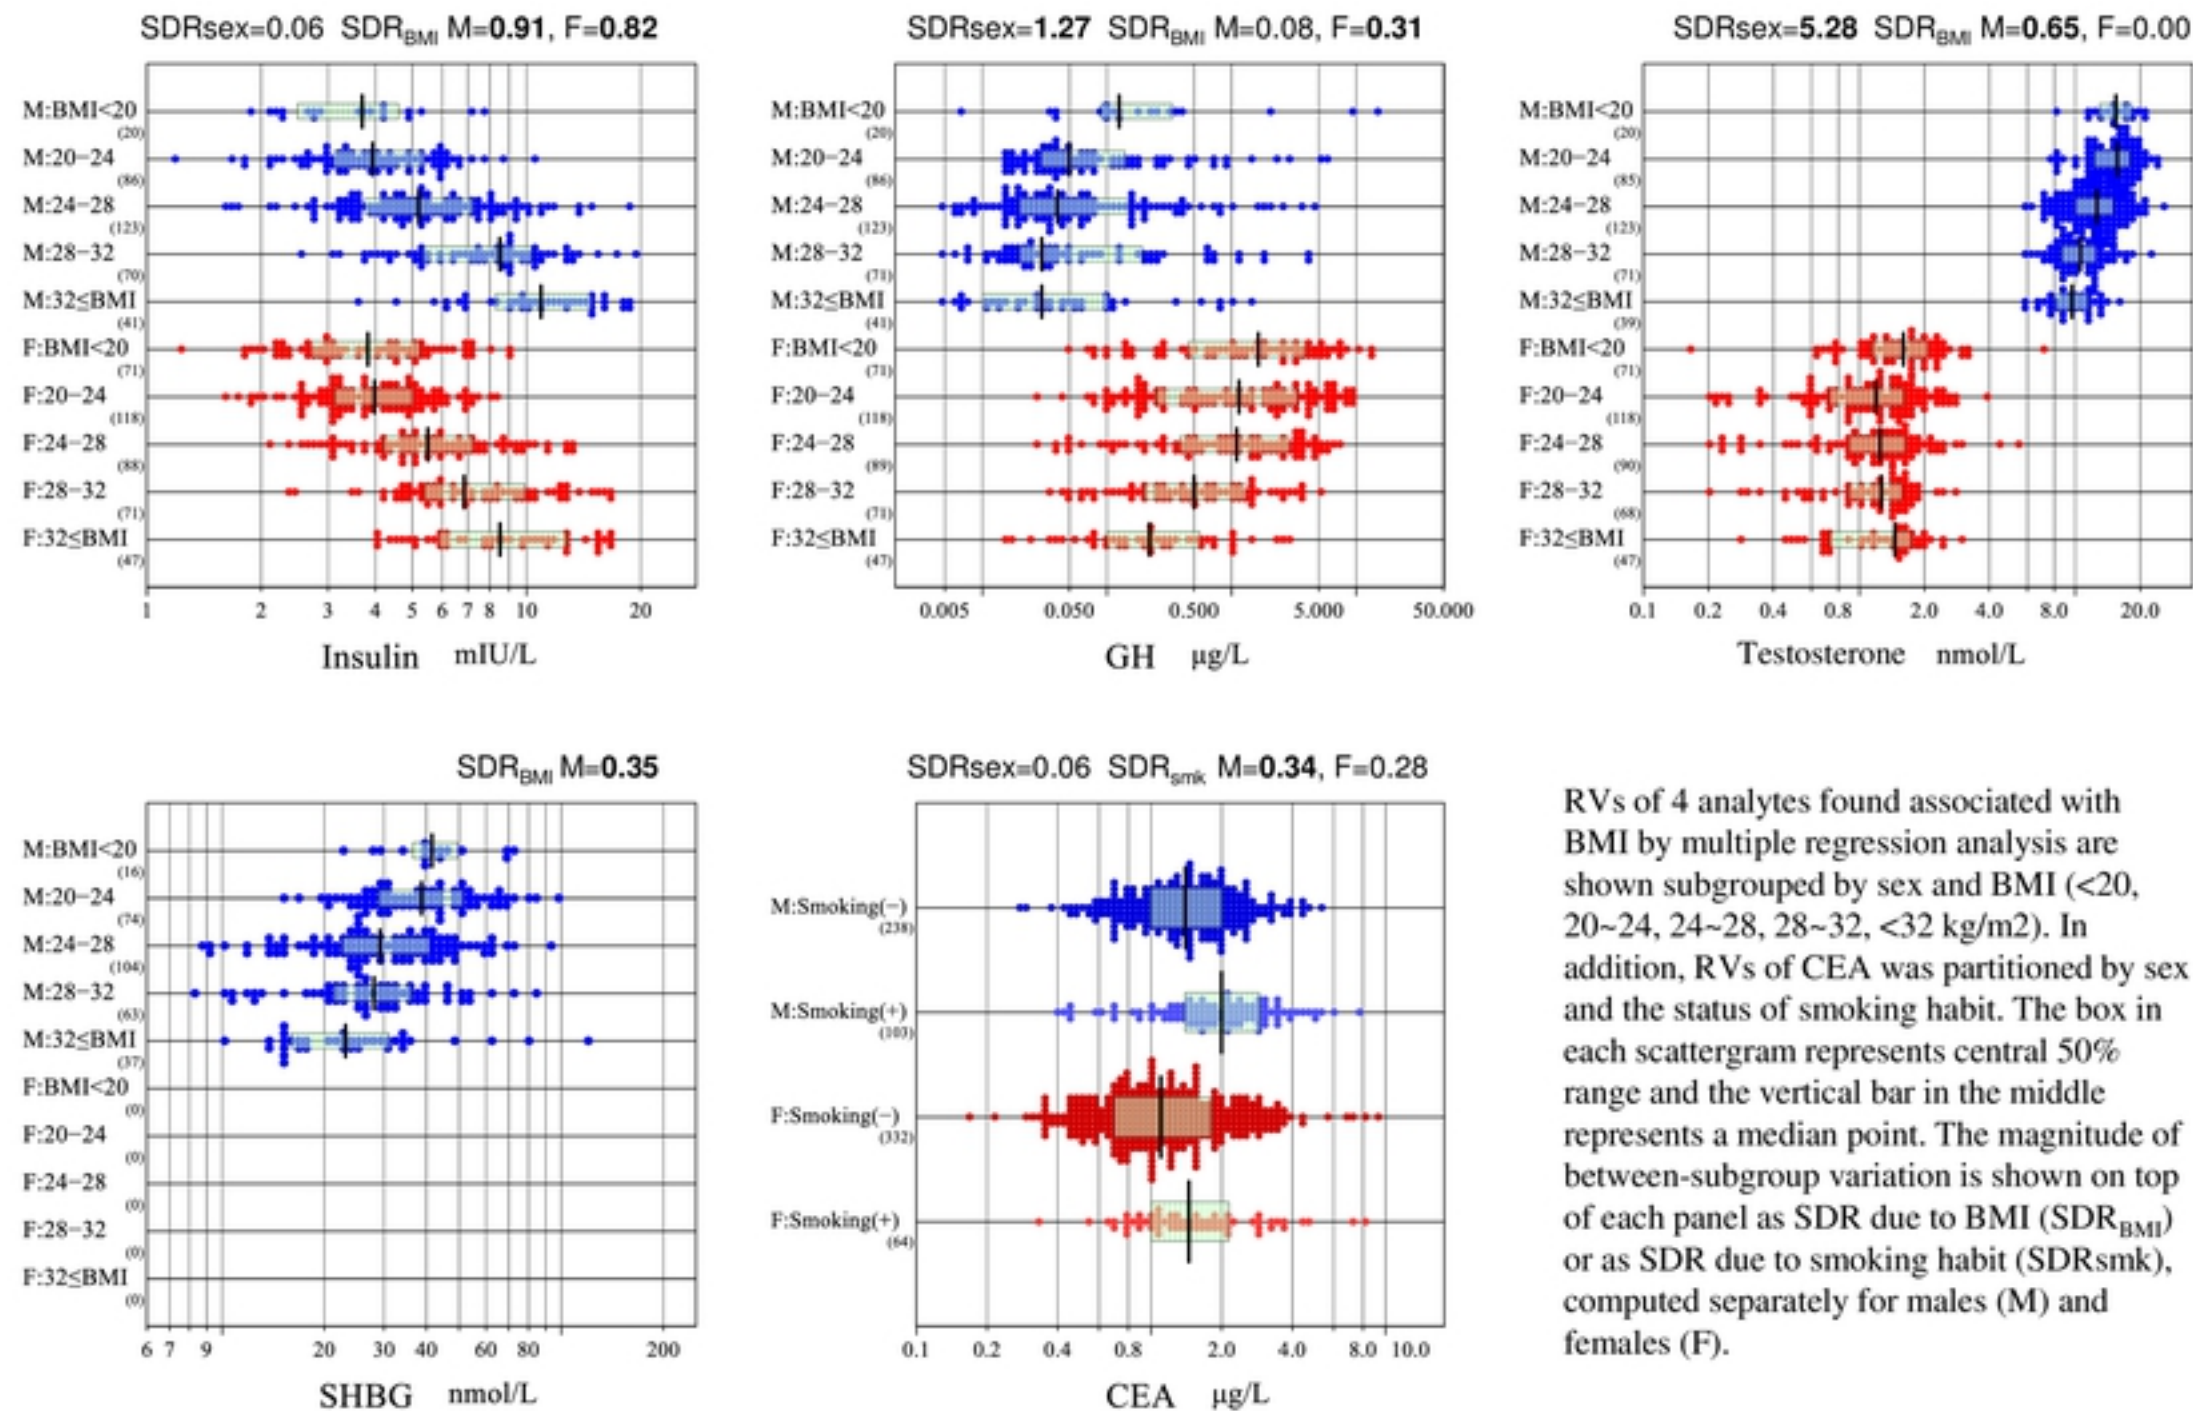 SDRsex=0.06 SDRBMI M=0.91, F=0.82
M:BMI<20
(20)
M:20−24
(86)
M:24−28
(123)
M:28−32
(70)
M:32≤BMI
(41)
F:BMI<20
(71)
F:20−24
(118)
F:24−28
(88)
F:28−32
(71)
F:32≤BMI
(47)
1 2 3 4 5 6 7 8 10 20
Insulin mIU/L
SDRsex=1.27 SDRBMI M=0.08, F=0.31
M:BMI<20
(20)
M:20−24
(86)
M:24−28
(123)
M:28−32
(71)
M:32≤BMI
(41)
F:BMI<20
(71)
F:20−24
(118)
F:24−28
(89)
F:28−32
(71)
F:32≤BMI
(47)
0.005 0.050 0.500 5.0000 50.000
GH µg/L
SDRsex=5.28 SDRBMI M=0.65, F=0.00
M:BMI<20
(20)
M:20−24
(85)
M:24−28
(123)
M:28−32
(71)
M:32≤BMI
(39)
F:BMI<20
(71)
F:20−24
(118)
F:24−28
(90)
F:28−32
(68)
F:32≤BMI
(47)
0.1 0.2 0.4 0.8 2.0 4.0 8.0 20.0
Testosterone nmol/L
SDRBMI M=0.35
M:BMI<20
(16)
M:20−24
(74)
M:24−28
(104)
M:28−32
(63)
M:32≤BMI
(37)
F:BMI<20
(0)
F:20−24
(0)
F:24−28
(0)
F:28−32
(0)
F:32≤BMI
(0)
6 7 9 20 30 40 60 80 200
SHBG nmol/L
SDRsex=0.06 SDRsmk M=0.34, F=0.28
M:Smoking(−)
(238)
M:Smoking(+)
(103)
F:Smoking(−)
(332)
F:Smoking(+)
(64)
0.1 0.2 0.4 0.8 2.0 4.0 8.0 10.0
CEA µg/L
RVs of 4 analytes found associated with
BMI by multiple regression analysis are
shown subgrouped by sex and BMI (<20,
20~24, 24~28, 28~32, <32 kg/m2). In
addition, RVs of CEA was partitioned by sex
and the status of smoking habit. The box in
each scattergram represents central 50%
range and the vertical bar in the middle
represents a median point. The magnitude of
between-subgroup variation is shown on top
of each panel as SDR due to BMI (SDRBMI)
or as SDR due to smoking habit (SDRsmk),
computed separately for males (M) and
females (F).